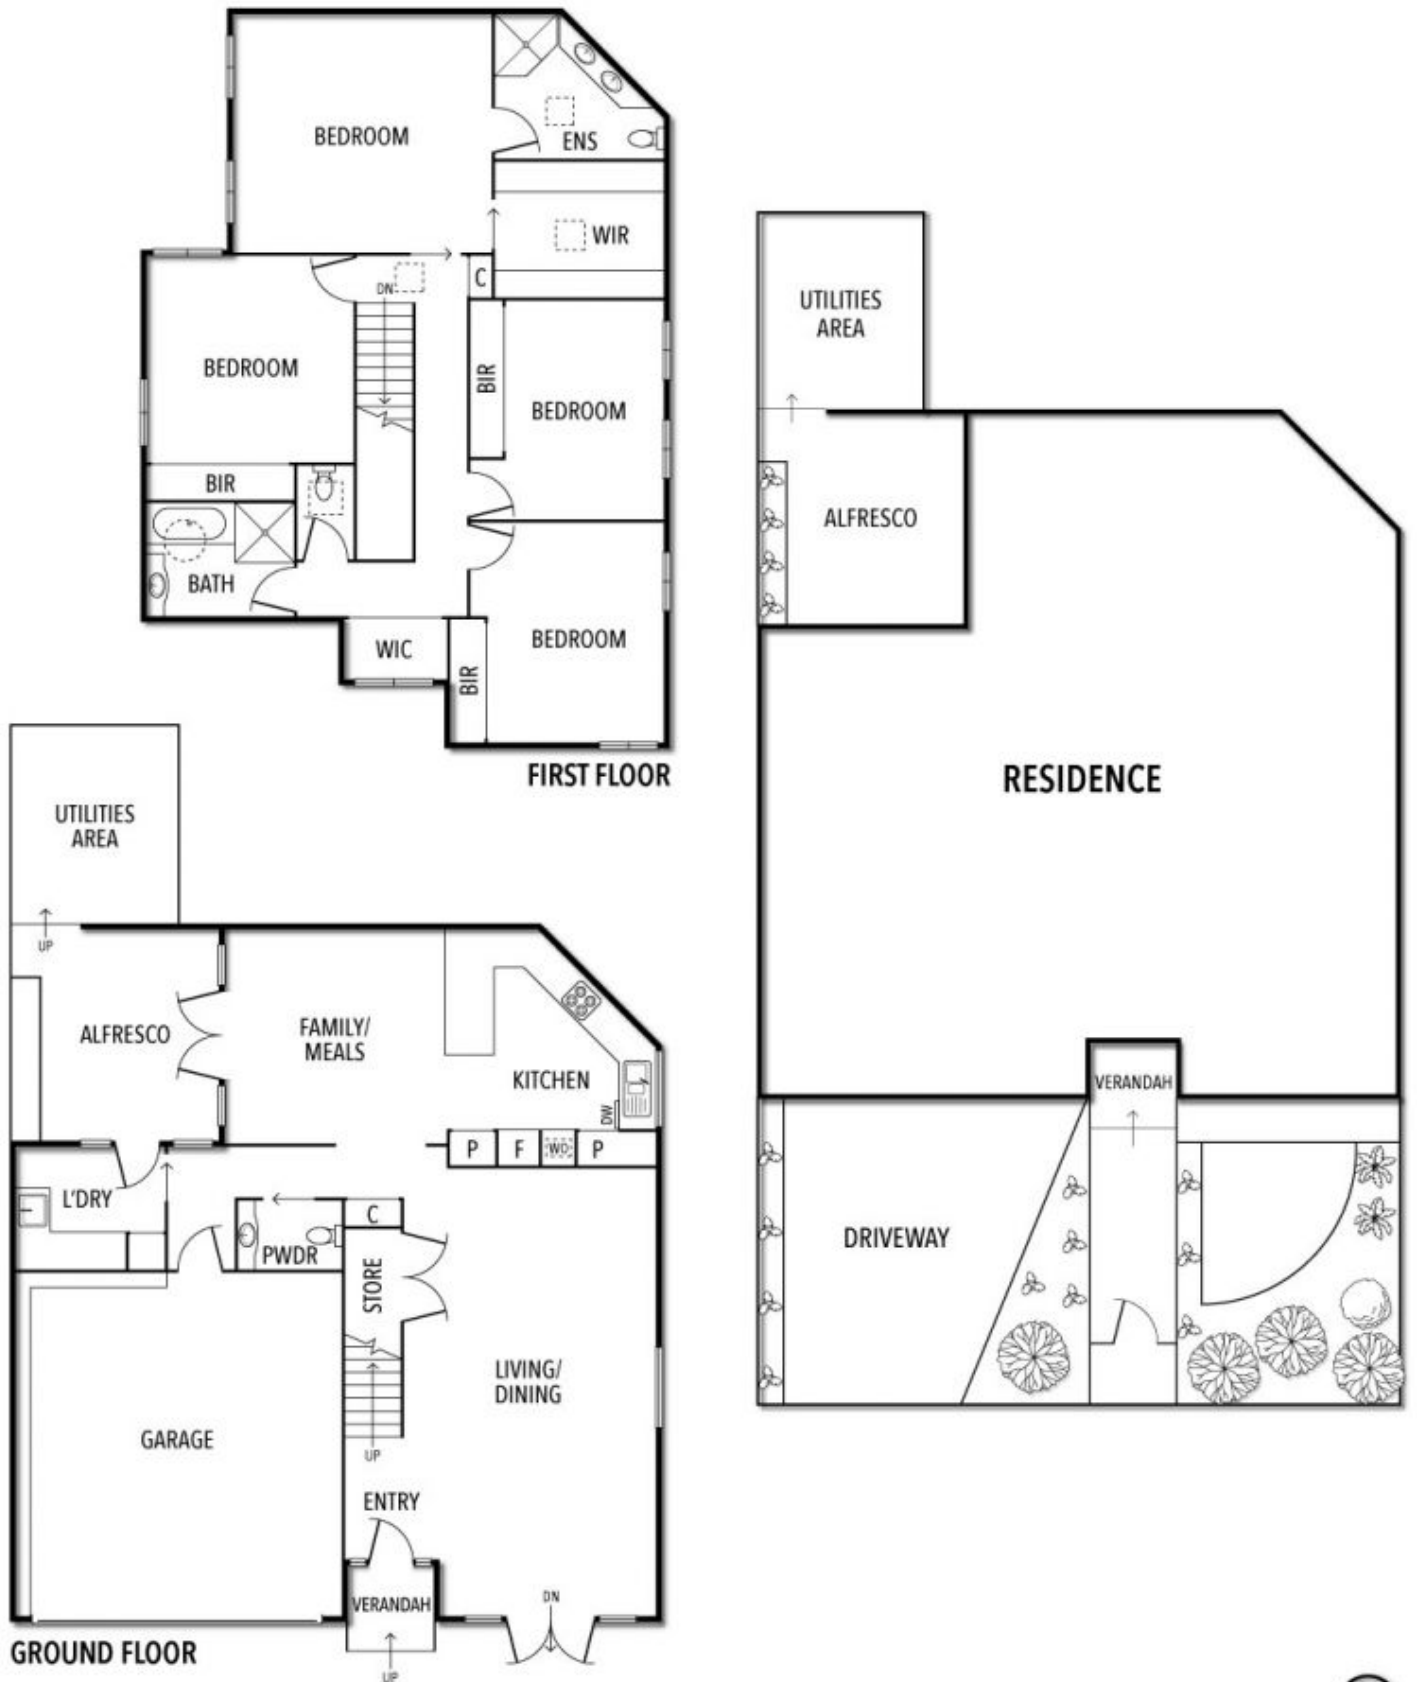 BEDROOM
ENS
WIR
C
DN
BEDROOM
BIR
BEDROOM
BIR
BATH
WIC
BIR
BEDROOM
FIRST FLOOR
UTILITIES
AREA
UP
ALFRESCO
FAMILY/
MEALS
KITCHEN
DW
P
F
WO
P
L'DRY
PWDR
C
STORE
LIVING/
DINING
GARAGE
UP
ENTRY
VERANDAH
DN
UP
GROUND FLOOR
UTILITIES
AREA
ALFRESCO
RESIDENCE
VERANDAH
DRIVEWAY